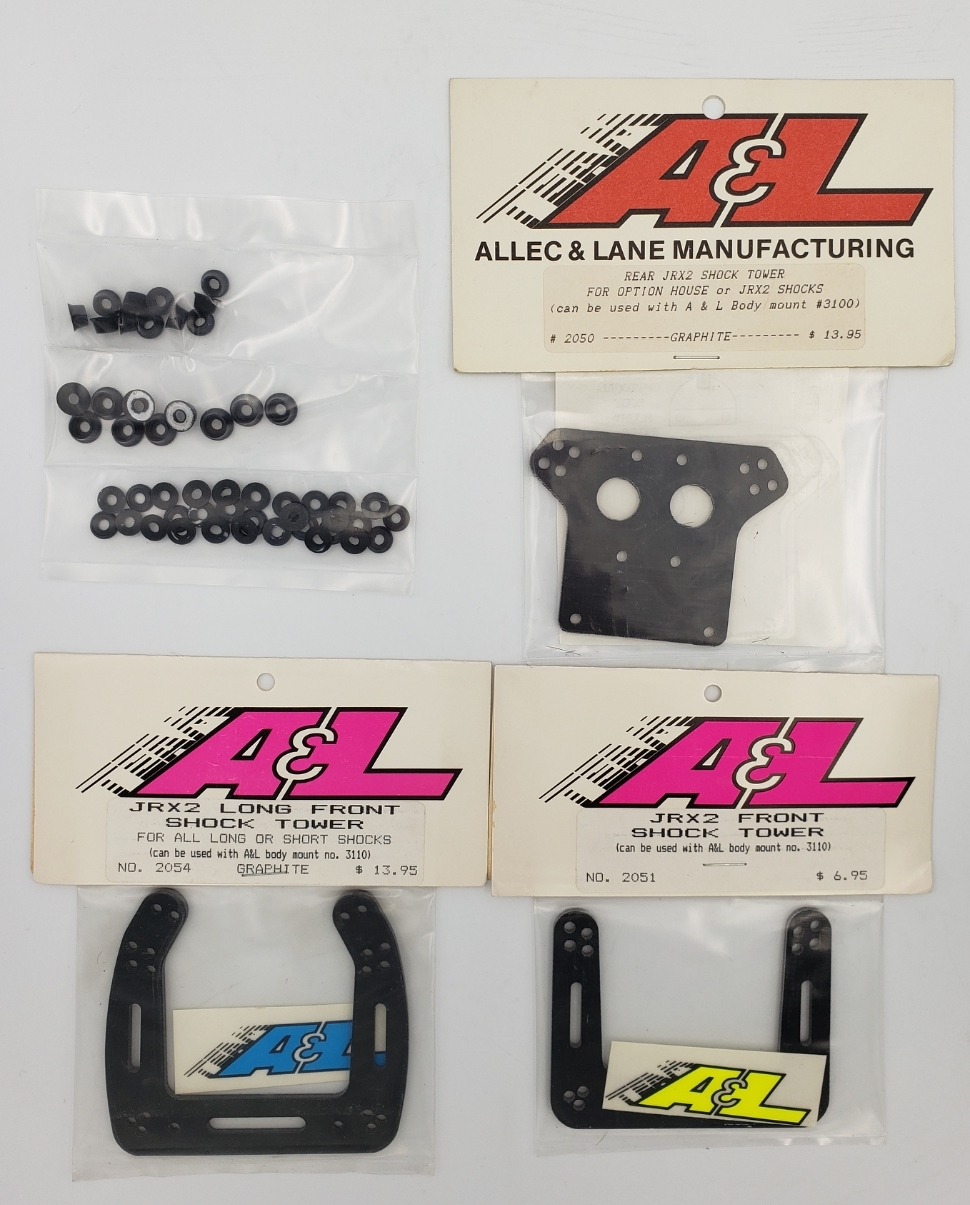 A&L
ALLEC & LANE MANUFACTURING
REAR JRX2 SHOCK TOWER
FOR OPTION HOUSE or JRX2 SHOCKS
(can be used with A & L Body mount #3100)
# 2050 ---------GRAPHITE--------- $ 13.95
A&L
JRX2 LONG FRONT
SHOCK TOWER
FOR ALL LONG OR SHORT SHOCKS
(can be used with A&L body mount no. 3110)
NO. 2054 GRAPHITE $ 13.95
A&L
A&L
JRX2 FRONT
SHOCK TOWER
(can be used with A&L body mount no. 3110)
NO. 2051 $ 6.95
A&L